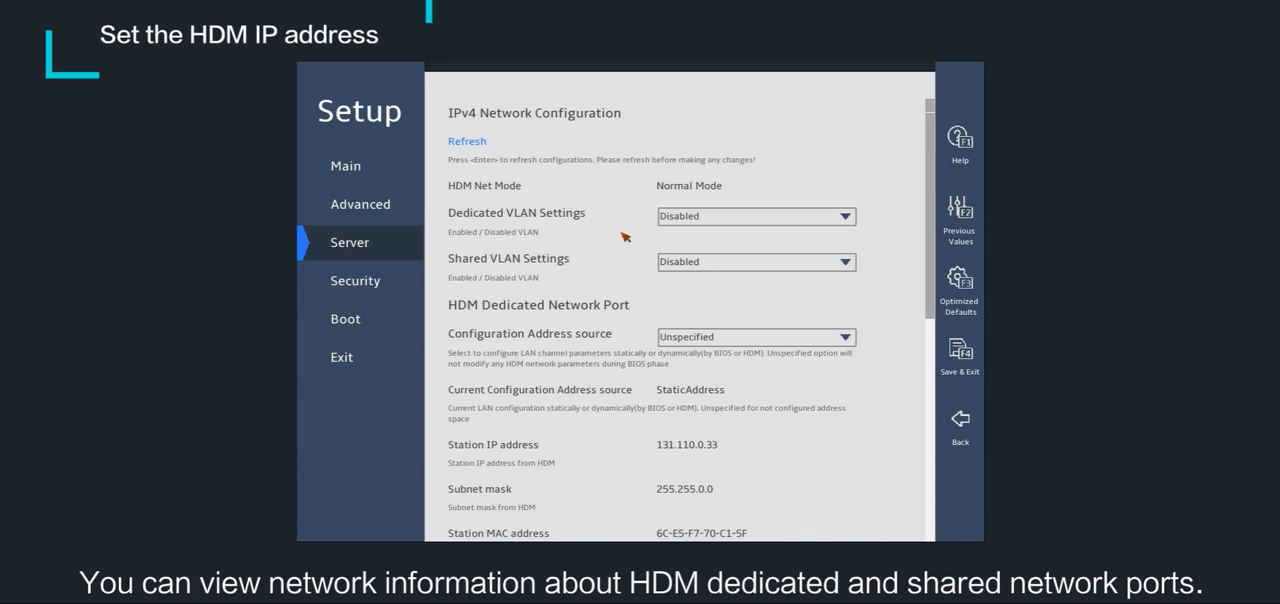 Set the HDM IP address
Setup
Main
Advanced
Server
Security
Boot
Exit
IPv4 Network Configuration
Refresh
Press <Enter> to refresh configurations. Please refresh before making any changes!
HDM Net Mode Normal Mode
Dedicated VLAN Settings Disabled
Enabled / Disabled VLAN
Shared VLAN Settings Disabled
Enabled / Disabled VLAN
HDM Dedicated Network Port
Configuration Address source Unspecified
Select to configure LAN channel parameters statically or dynamically(by BIOS or HDM). Unspecified option will
not modify any HDM network parameters during BIOS phase
Current Configuration Address source StaticAddress
Current LAN configuration statically or dynamically(by BIOS or HDM). Unspecified for not configured address
space
Station IP address 131.110.0.33
Station IP address from HDM
Subnet mask 255.255.0.0
Subnet mask from HDM
Station MAC address 6C-E5-F7-70-C1-5F
F1
Help
F2
Previous
Values
F3
Optimized
Defaults
F4
Save & Exit
Back
You can view network information about HDM dedicated and shared network ports.